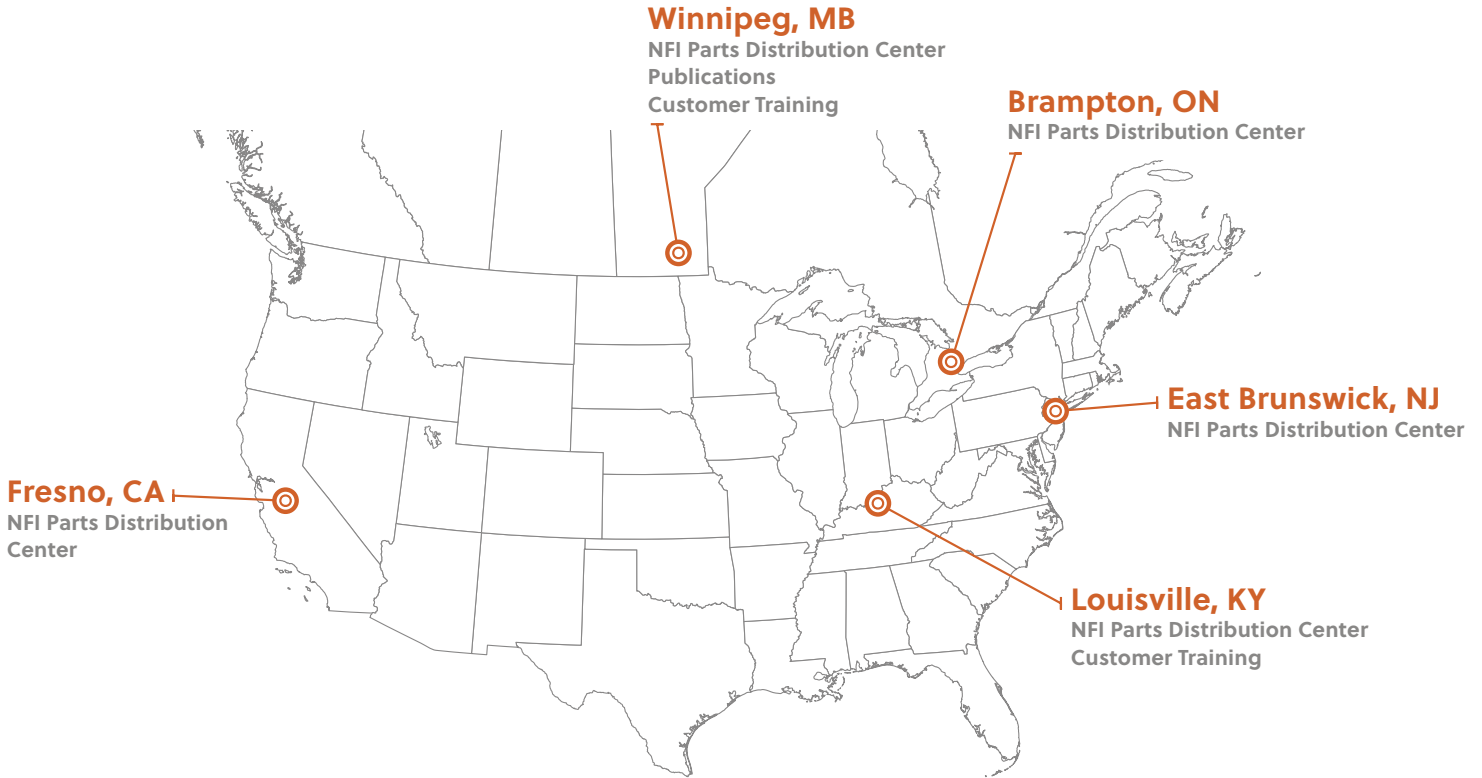 Winnipeg, MB
NFI Parts Distribution Center
Publications
Customer Training
Brampton, ON
NFI Parts Distribution Center
East Brunswick, NJ
NFI Parts Distribution Center
Fresno, CA
NFI Parts Distribution
Center
Louisville, KY
NFI Parts Distribution Center
Customer Training